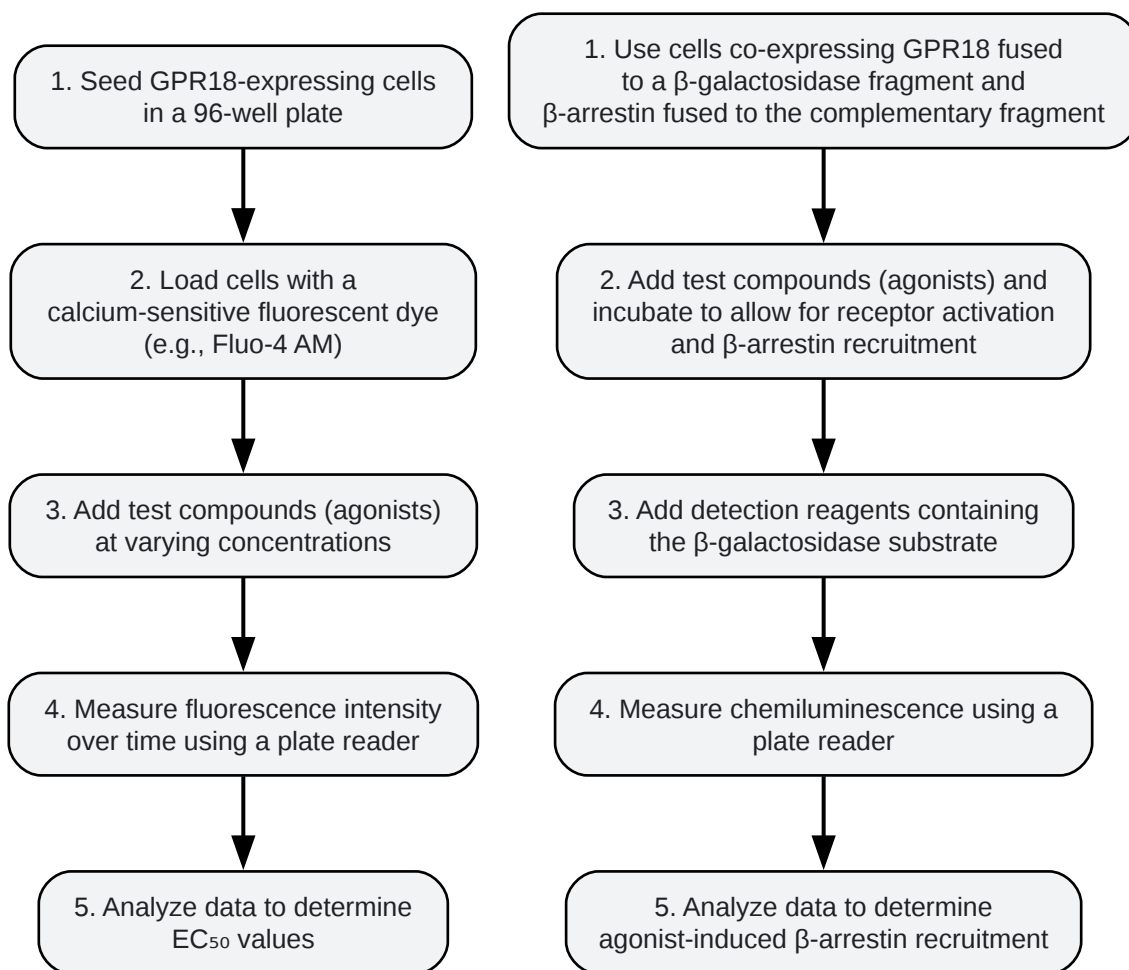 1. Seed GPR18-expressing cells
in a 96-well plate
2. Load cells with a
calcium-sensitive fluorescent dye
(e.g., Fluo-4 AM)
3. Add test compounds (agonists)
at varying concentrations
4. Measure fluorescence intensity
over time using a plate reader
5. Analyze data to determine
EC₅₀ values
1. Use cells co-expressing GPR18 fused
to a β-galactosidase fragment and
β-arrestin fused to the complementary fragment
2. Add test compounds (agonists) and
incubate to allow for receptor activation
and β-arrestin recruitment
3. Add detection reagents containing
the β-galactosidase substrate
4. Measure chemiluminescence using a
plate reader
5. Analyze data to determine
agonist-induced β-arrestin recruitment